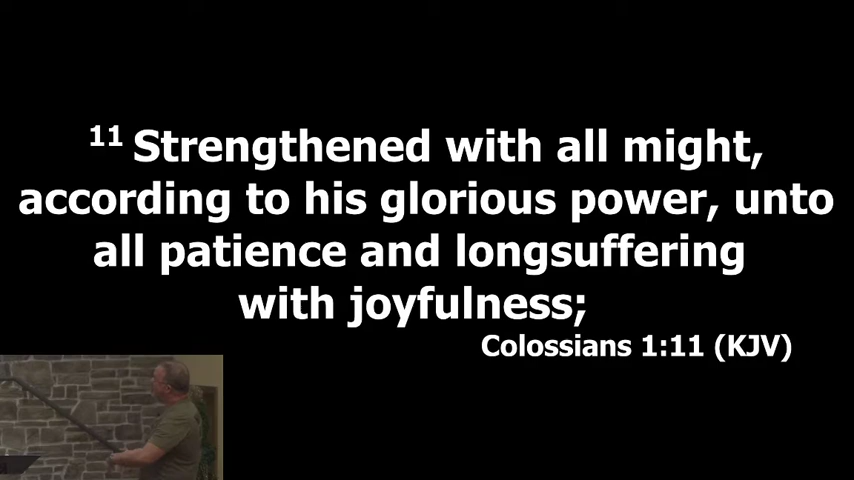 11 Strengthened with all might,
according to his glorious power, unto
all patience and longsuffering
with joyfulness;
Colossians 1:11 (KJV)